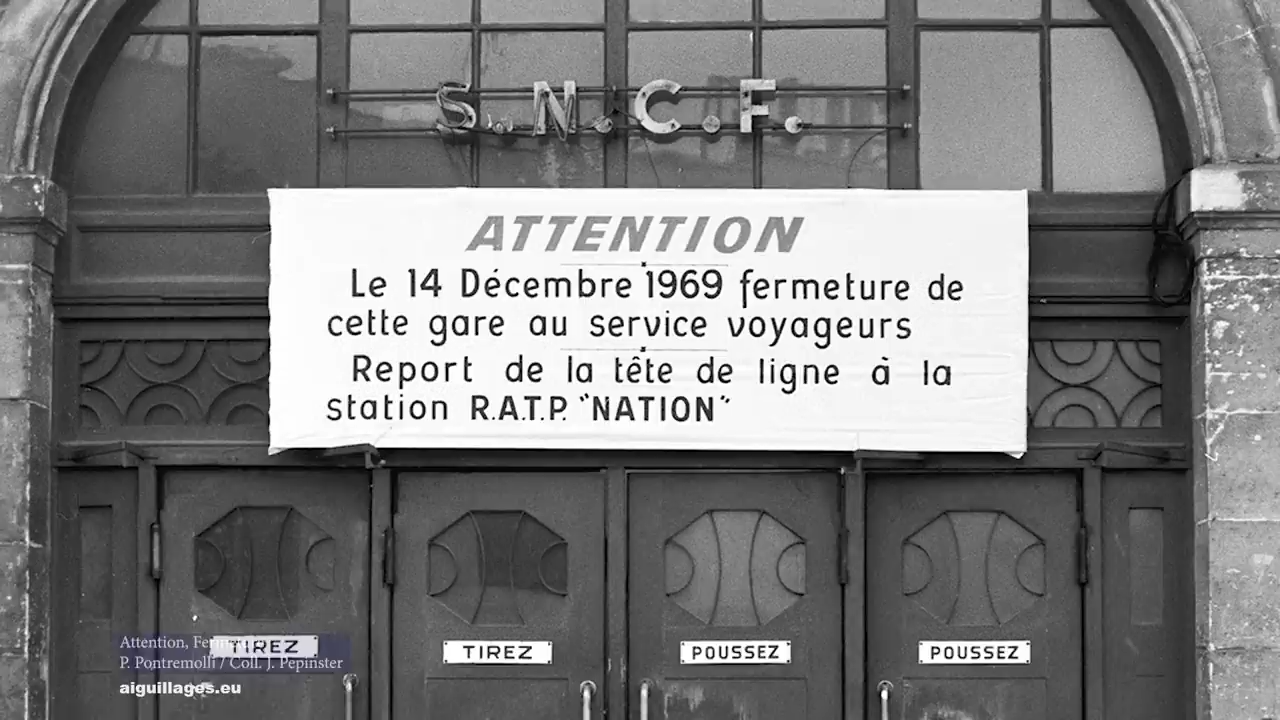 S.N.C.F.
ATTENTION
Le 14 Décembre 1969 fermeture de
cette gare au service voyageurs
Report de la tête de ligne à la
station R.A.T.P. "NATION"
TIREZ
TIREZ
POUSSEZ
POUSSEZ
Attention,
P. Pontremolli / Coll. J. Pepinster
aiguillages.eu